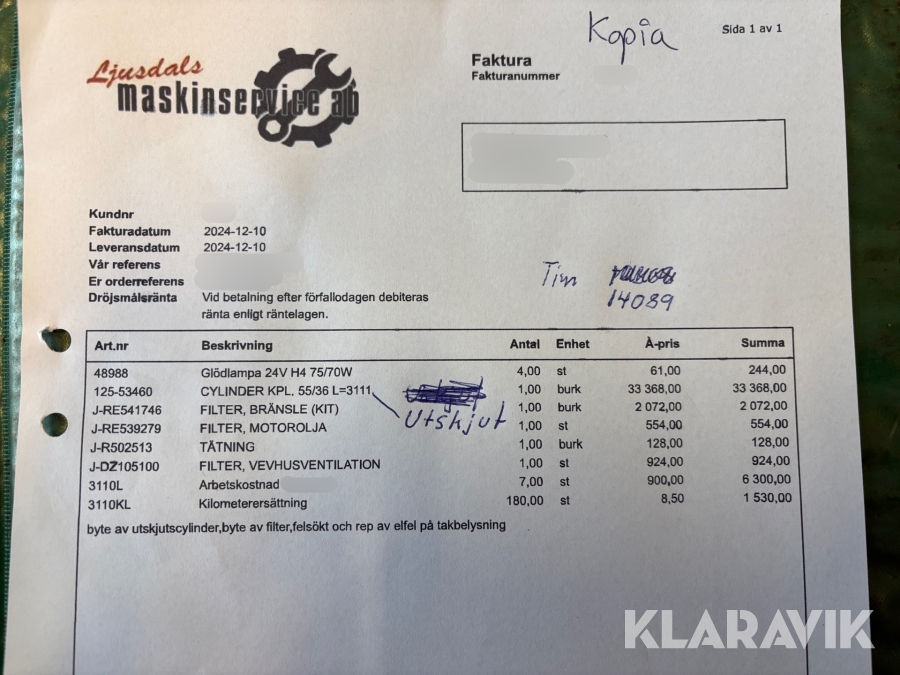 Kopia
Sida 1 av 1
Ljusdals
maskinservice ab
Faktura
Fakturanummer
Kundnr
Fakturadatum 2024-12-10
Leveransdatum 2024-12-10
Vår referens
Er orderreferens
Dröjsmålsränta Vid betalning efter förfallodagen debiteras
ränta enligt räntelagen.
Tim
14089
Art.nr Beskrivning Antal Enhet À-pris Summa
48988 Glödlampa 24V H4 75/70W 4,00 st 61,00 244,00
125-53460 CYLINDER KPL. 55/36 L=3111 1,00 burk 33 368,00 33 368,00
J-RE541746 FILTER, BRÄNSLE (KIT) 1,00 burk 2 072,00 2 072,00
Utskjut
J-RE539279 FILTER, MOTOROLJA 1,00 st 554,00 554,00
J-R502513 TÄTNING 1,00 burk 128,00 128,00
J-DZ105100 FILTER, VEVHUSVENTILATION 1,00 st 924,00 924,00
3110L Arbetskostnad 7,00 st 900,00 6 300,00
3110KL Kilometerersättning 180,00 st 8,50 1 530,00
byte av utskjutscylinder,byte av filter,felsökt och rep av elfel på takbelysning
KLARAVIK